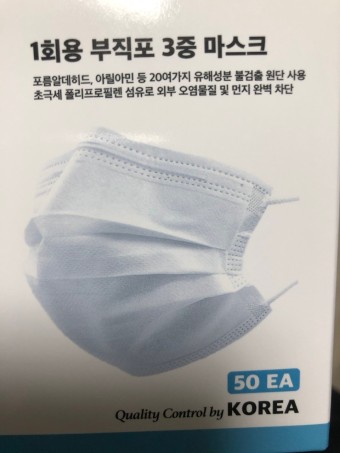 1회용 부직포 3중 마스크
포름알데히드, 아릴아민 등 20여가지 유해성분 불검출 원단 사용
초극세 폴리프로필렌 섬유로 외부 오염물질 및 먼지 완벽 차단
50 EA
Quality Control by KOREA